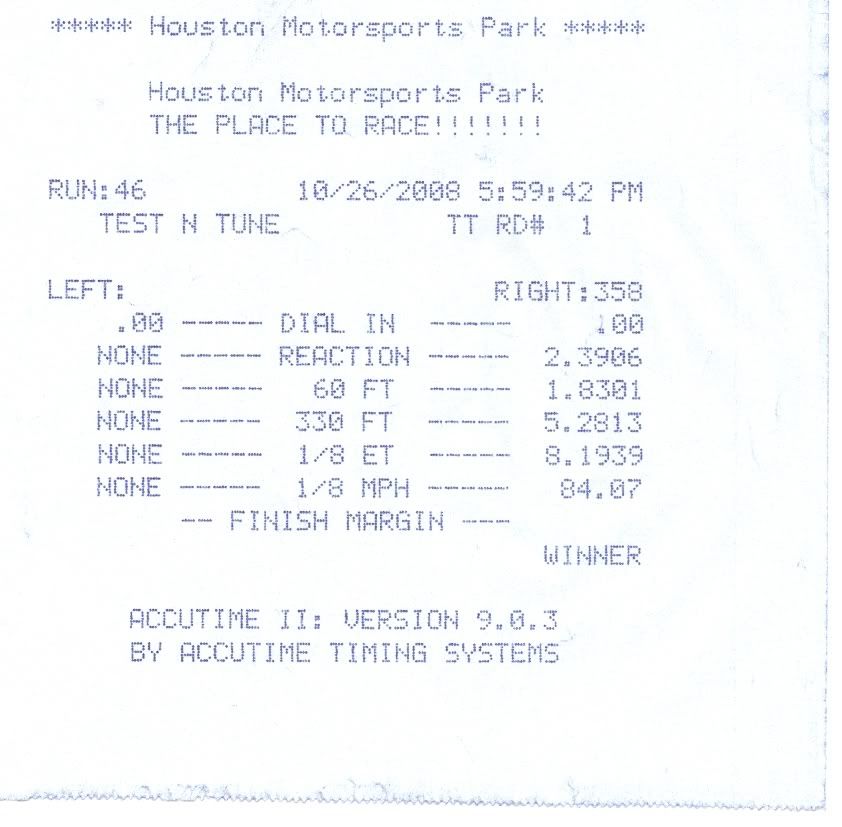 ***** Houston Motorsports Park *****
Houston Motorsports Park
THE PLACE TO RACE!!!!!!!
RUN:46 10/26/2008 5:59:42 PM
TEST N TUNE TT RD# 1
LEFT: RIGHT:358
.00 ----- DIAL IN ----- .00
NONE ----- REACTION ----- 2.3906
NONE ----- 60 FT ----- 1.8301
NONE ----- 330 FT ----- 5.2813
NONE ----- 1/8 ET ----- 8.1939
NONE ----- 1/8 MPH ----- 84.07
-- FINISH MARGIN ---
WINNER
ACCUTIME II: VERSION 9.0.3
BY ACCUTIME TIMING SYSTEMS